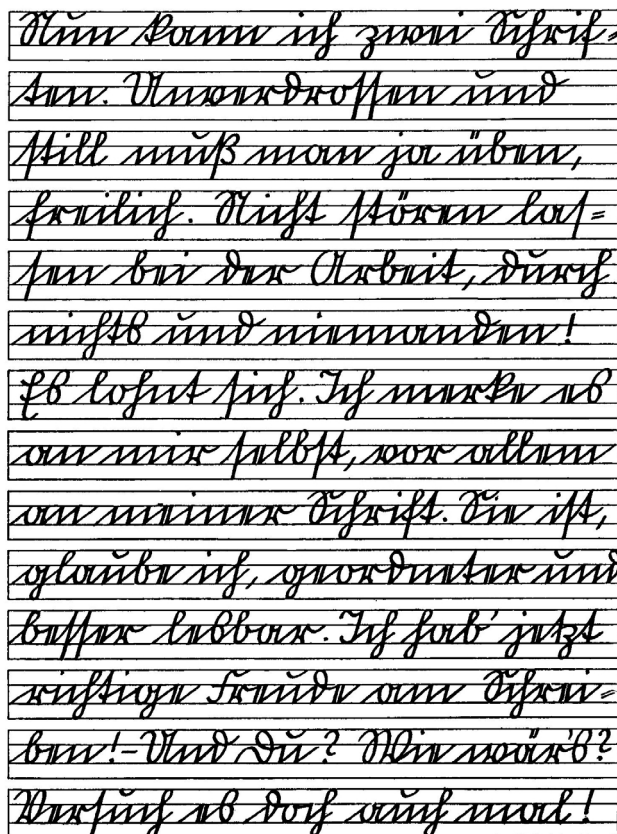 Nun kann ich zwei Schrif=
ten. Unverdrossen und
still muß man ja üben,
freilich. Nicht stören las=
sen bei der Arbeit, durch
nichts und niemanden!
Es lohnt sich. Ich merke es
an mir selbst, vor allem
an meiner Schrift. Sie ist,
glaube ich, geordneter und
besser lesbar. Ich hab' jetzt
richtige Freude am Schrei=
ben!–Und Du? Wie wär's?
Versuch es doch auch mal!